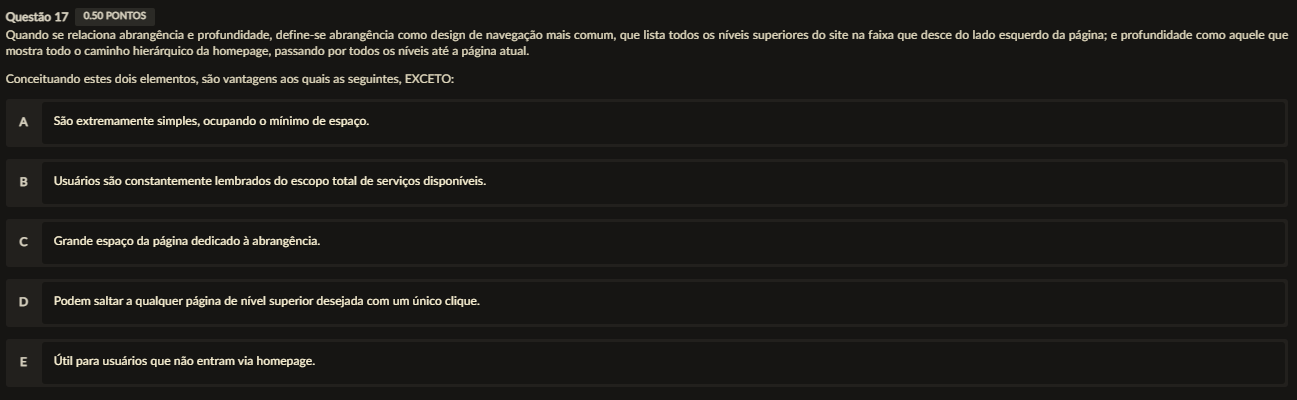 Questão 17 0.50 PONTOS
Quando se relaciona abrangência e profundidade, define-se abrangência como design de navegação mais comum, que lista todos os níveis superiores do site na faixa que desce do lado esquerdo da página; e profundidade como aquele que
mostra todo o caminho hierárquico da homepage, passando por todos os níveis até a página atual.
Conceituando estes dois elementos, são vantagens aos quais as seguintes, EXCETO:
A São extremamente simples, ocupando o mínimo de espaço.
B Usuários são constantemente lembrados do escopo total de serviços disponíveis.
C Grande espaço da página dedicado à abrangência.
D Podem saltar a qualquer página de nível superior desejada com um único clique.
E Útil para usuários que não entram via homepage.